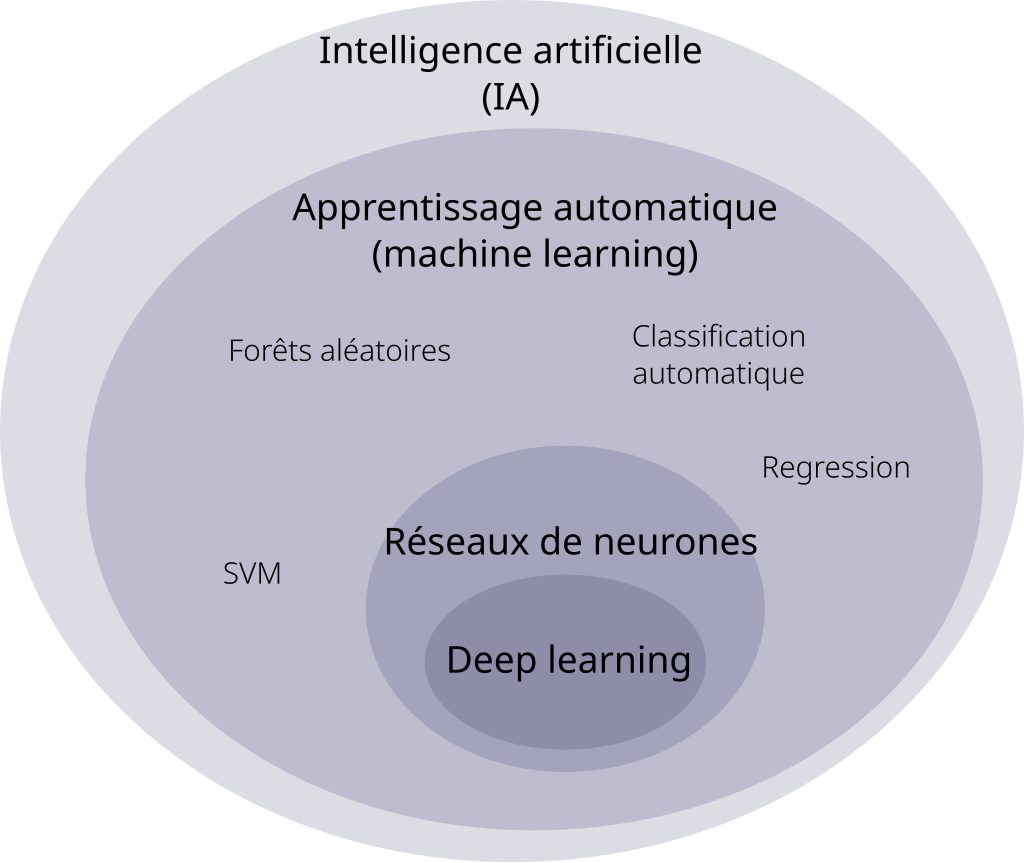 Intelligence artificielle
(IA)
Apprentissage automatique
(machine learning)
Forêts aléatoires
Classification
automatique
Regression
Réseaux de neurones
SVM
Deep learning